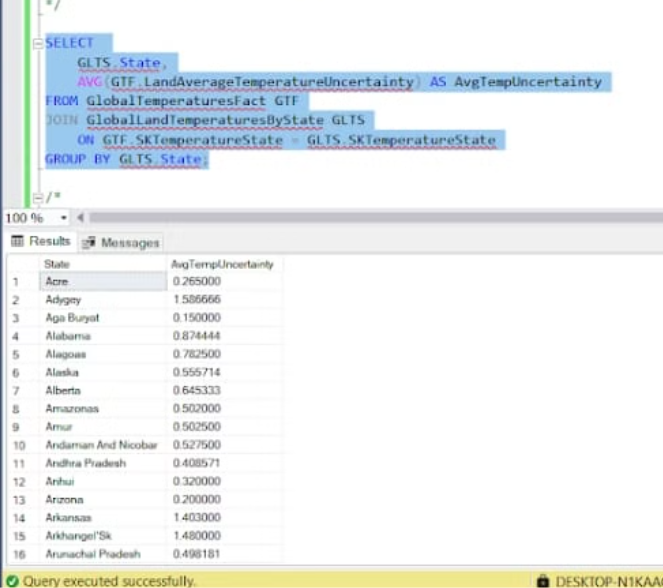 */
SELECT
GLTS.State,
AVG(GTF.LandAverageTemperatureUncertainty) AS AvgTempUncertainty
FROM GlobalTemperaturesFact GTF
JOIN GlobalLandTemperaturesByState GLTS
ON GTF.SKTemperatureState = GLTS.SKTemperatureState
GROUP BY GLTS.State;
/*
100 %
Results Messages
State AvgTempUncertainty
1 Acre 0.265000
2 Adygey 1.586666
3 Aga Buryat 0.150000
4 Alabama 0.874444
5 Alagoas 0.782500
6 Alaska 0.555714
7 Alberta 0.645333
8 Amazonas 0.502000
9 Amur 0.502500
10 Andaman And Nicobar 0.527500
11 Andhra Pradesh 0.408571
12 Anhui 0.320000
13 Arizona 0.200000
14 Arkansas 1.403000
15 Arkhangel'Sk 1.480000
16 Arunachal Pradesh 0.498181
Query executed successfully. DESKTOP-N1KAA